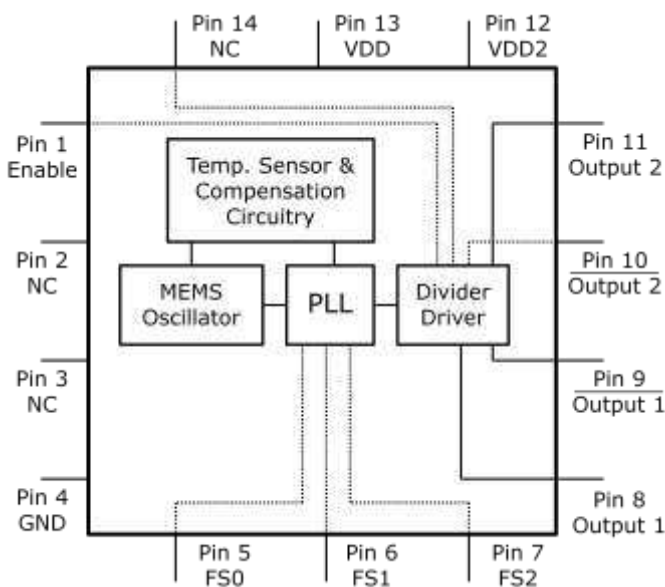 Pin 14
NC
Pin 13
VDD
Pin 12
VDD2
Pin 1
Enable
Temp. Sensor &
Compensation
Circuitry
Pin 11
Output 2
Pin 2
NC
MEMS
Oscillator
PLL
Divider
Driver
Pin 10
Output 2
Pin 3
NC
Pin 9
Output 1
Pin 4
GND
Pin 8
Output 1
Pin 5
FS0
Pin 6
FS1
Pin 7
FS2